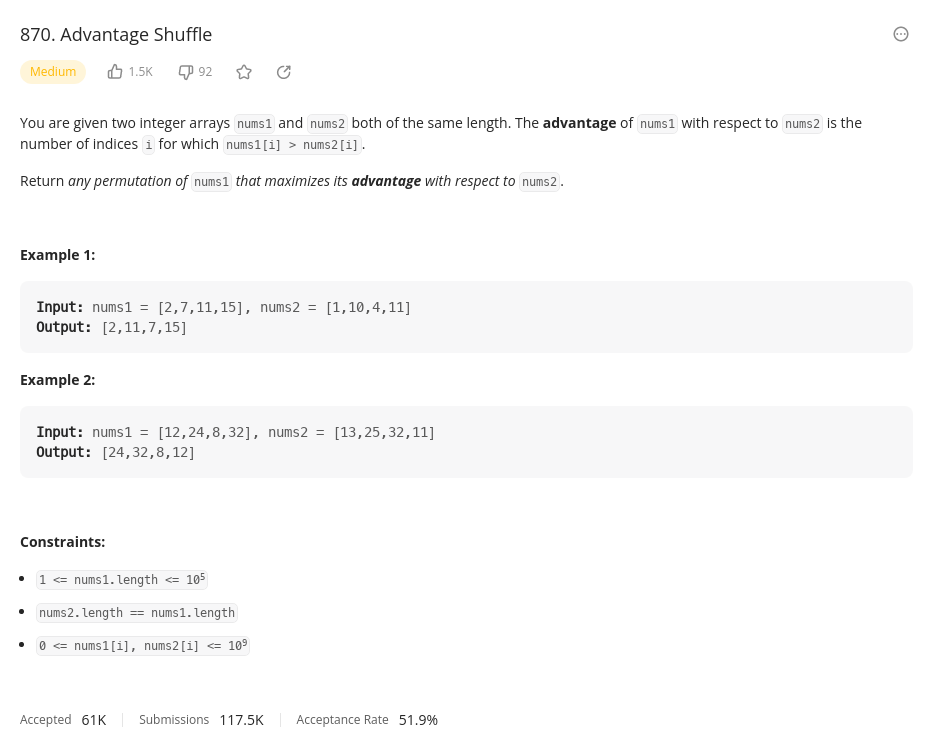 870. Advantage Shuffle
Medium 1.5K 92
You are given two integer arrays nums1 and nums2 both of the same length. The advantage of nums1 with respect to nums2 is the
number of indices i for which nums1[i] > nums2[i].
Return any permutation of nums1 that maximizes its advantage with respect to nums2.
Example 1:
Input: nums1 = [2,7,11,15], nums2 = [1,10,4,11]
Output: [2,11,7,15]
Example 2:
Input: nums1 = [12,24,8,32], nums2 = [13,25,32,11]
Output: [24,32,8,12]
Constraints:
• 1 <= nums1.length <= 10⁵
• nums2.length == nums1.length
• 0 <= nums1[i], nums2[i] <= 10⁹
Accepted 61K Submissions 117.5K Acceptance Rate 51.9%